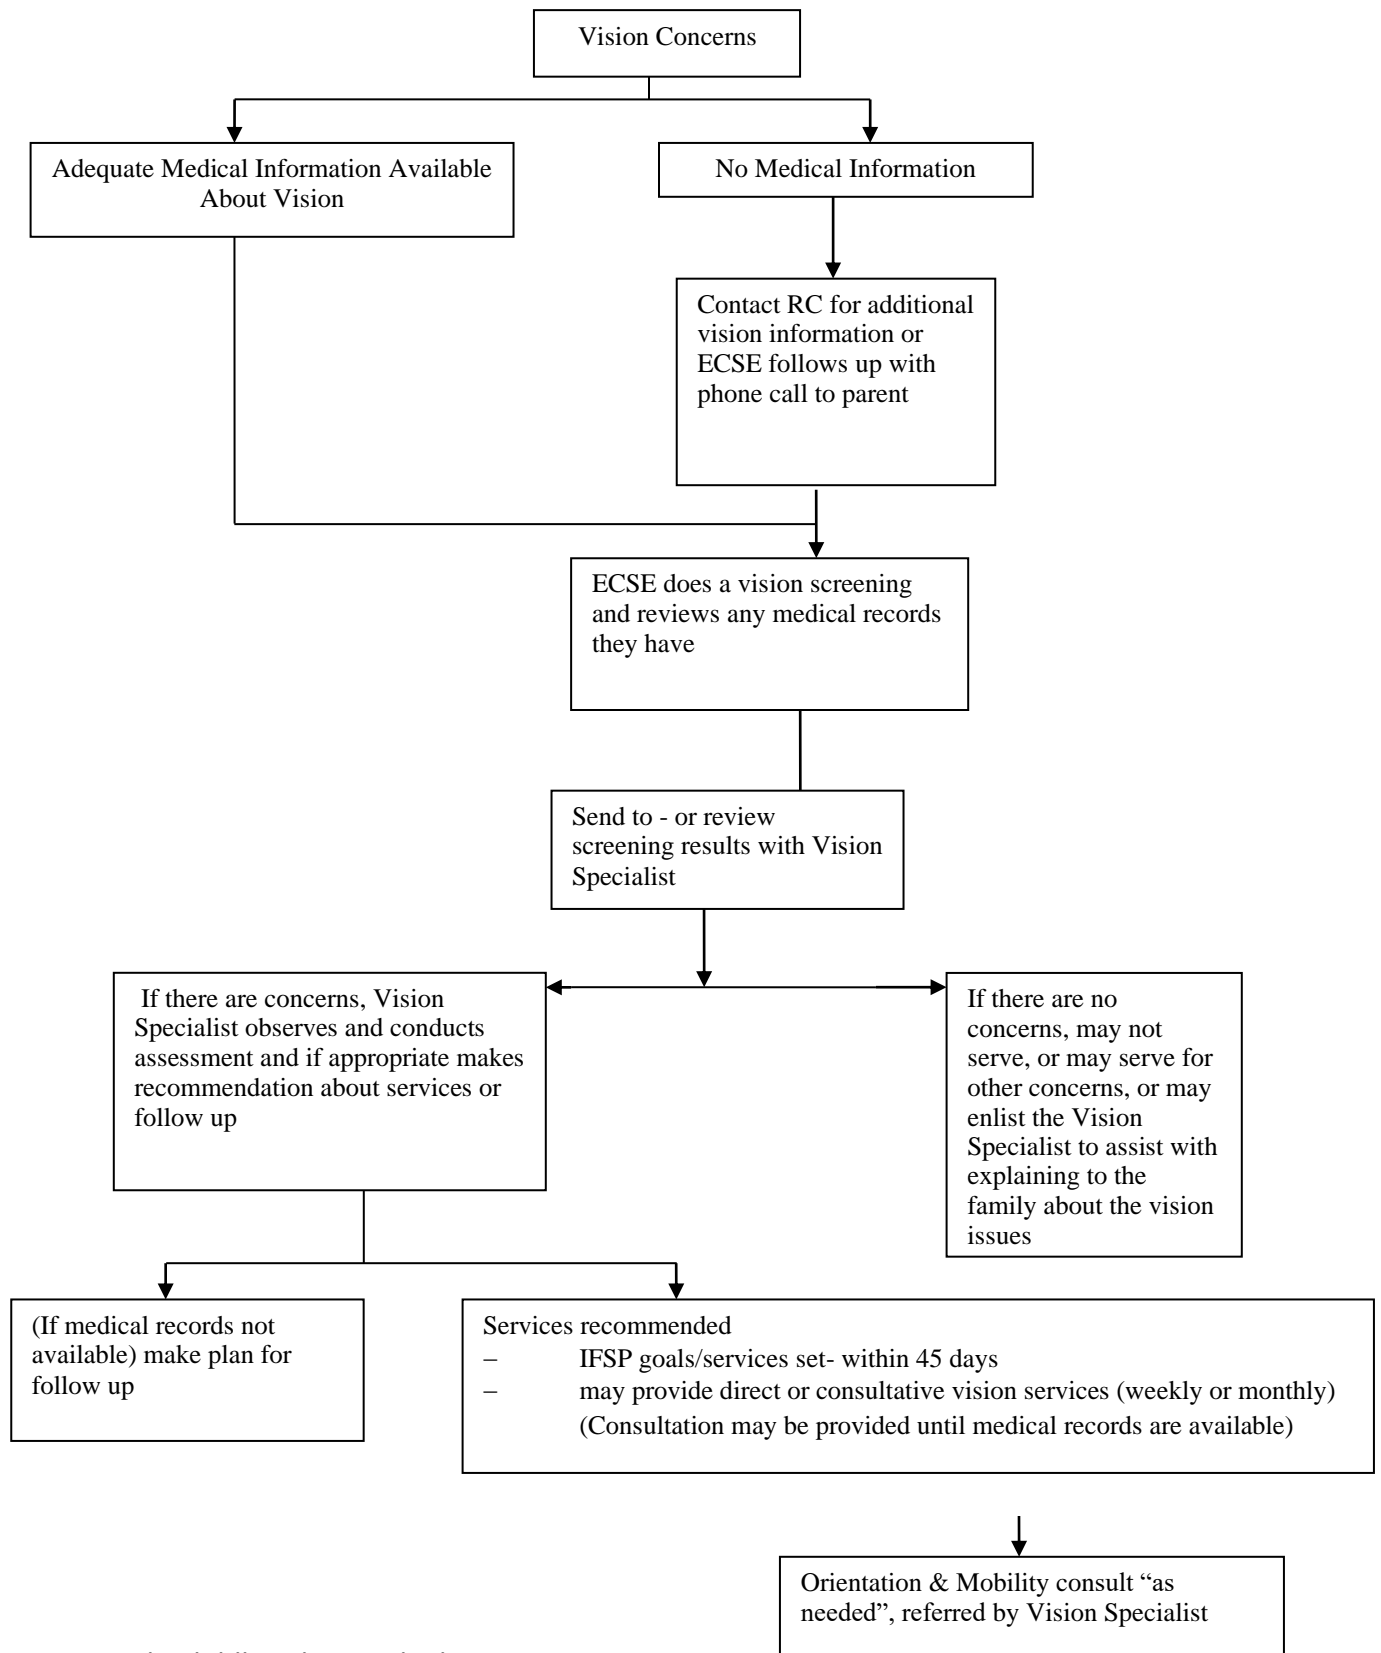 Vision Concerns
Adequate Medical Information Available
About Vision
No Medical Information
Contact RC for additional
vision information or
ECSE follows up with
phone call to parent
ECSE does a vision screening
and reviews any medical records
they have
Send to - or review
screening results with Vision
Specialist
If there are concerns, Vision
Specialist observes and conducts
assessment and if appropriate makes
recommendation about services or
follow up
If there are no
concerns, may not
serve, or may serve for
other concerns, or may
enlist the Vision
Specialist to assist with
explaining to the
family about the vision
issues
(If medical records not
available) make plan for
follow up
Services recommended
– IFSP goals/services set- within 45 days
– may provide direct or consultative vision services (weekly or monthly)
(Consultation may be provided until medical records are available)
Orientation & Mobility consult “as
needed”, referred by Vision Specialist